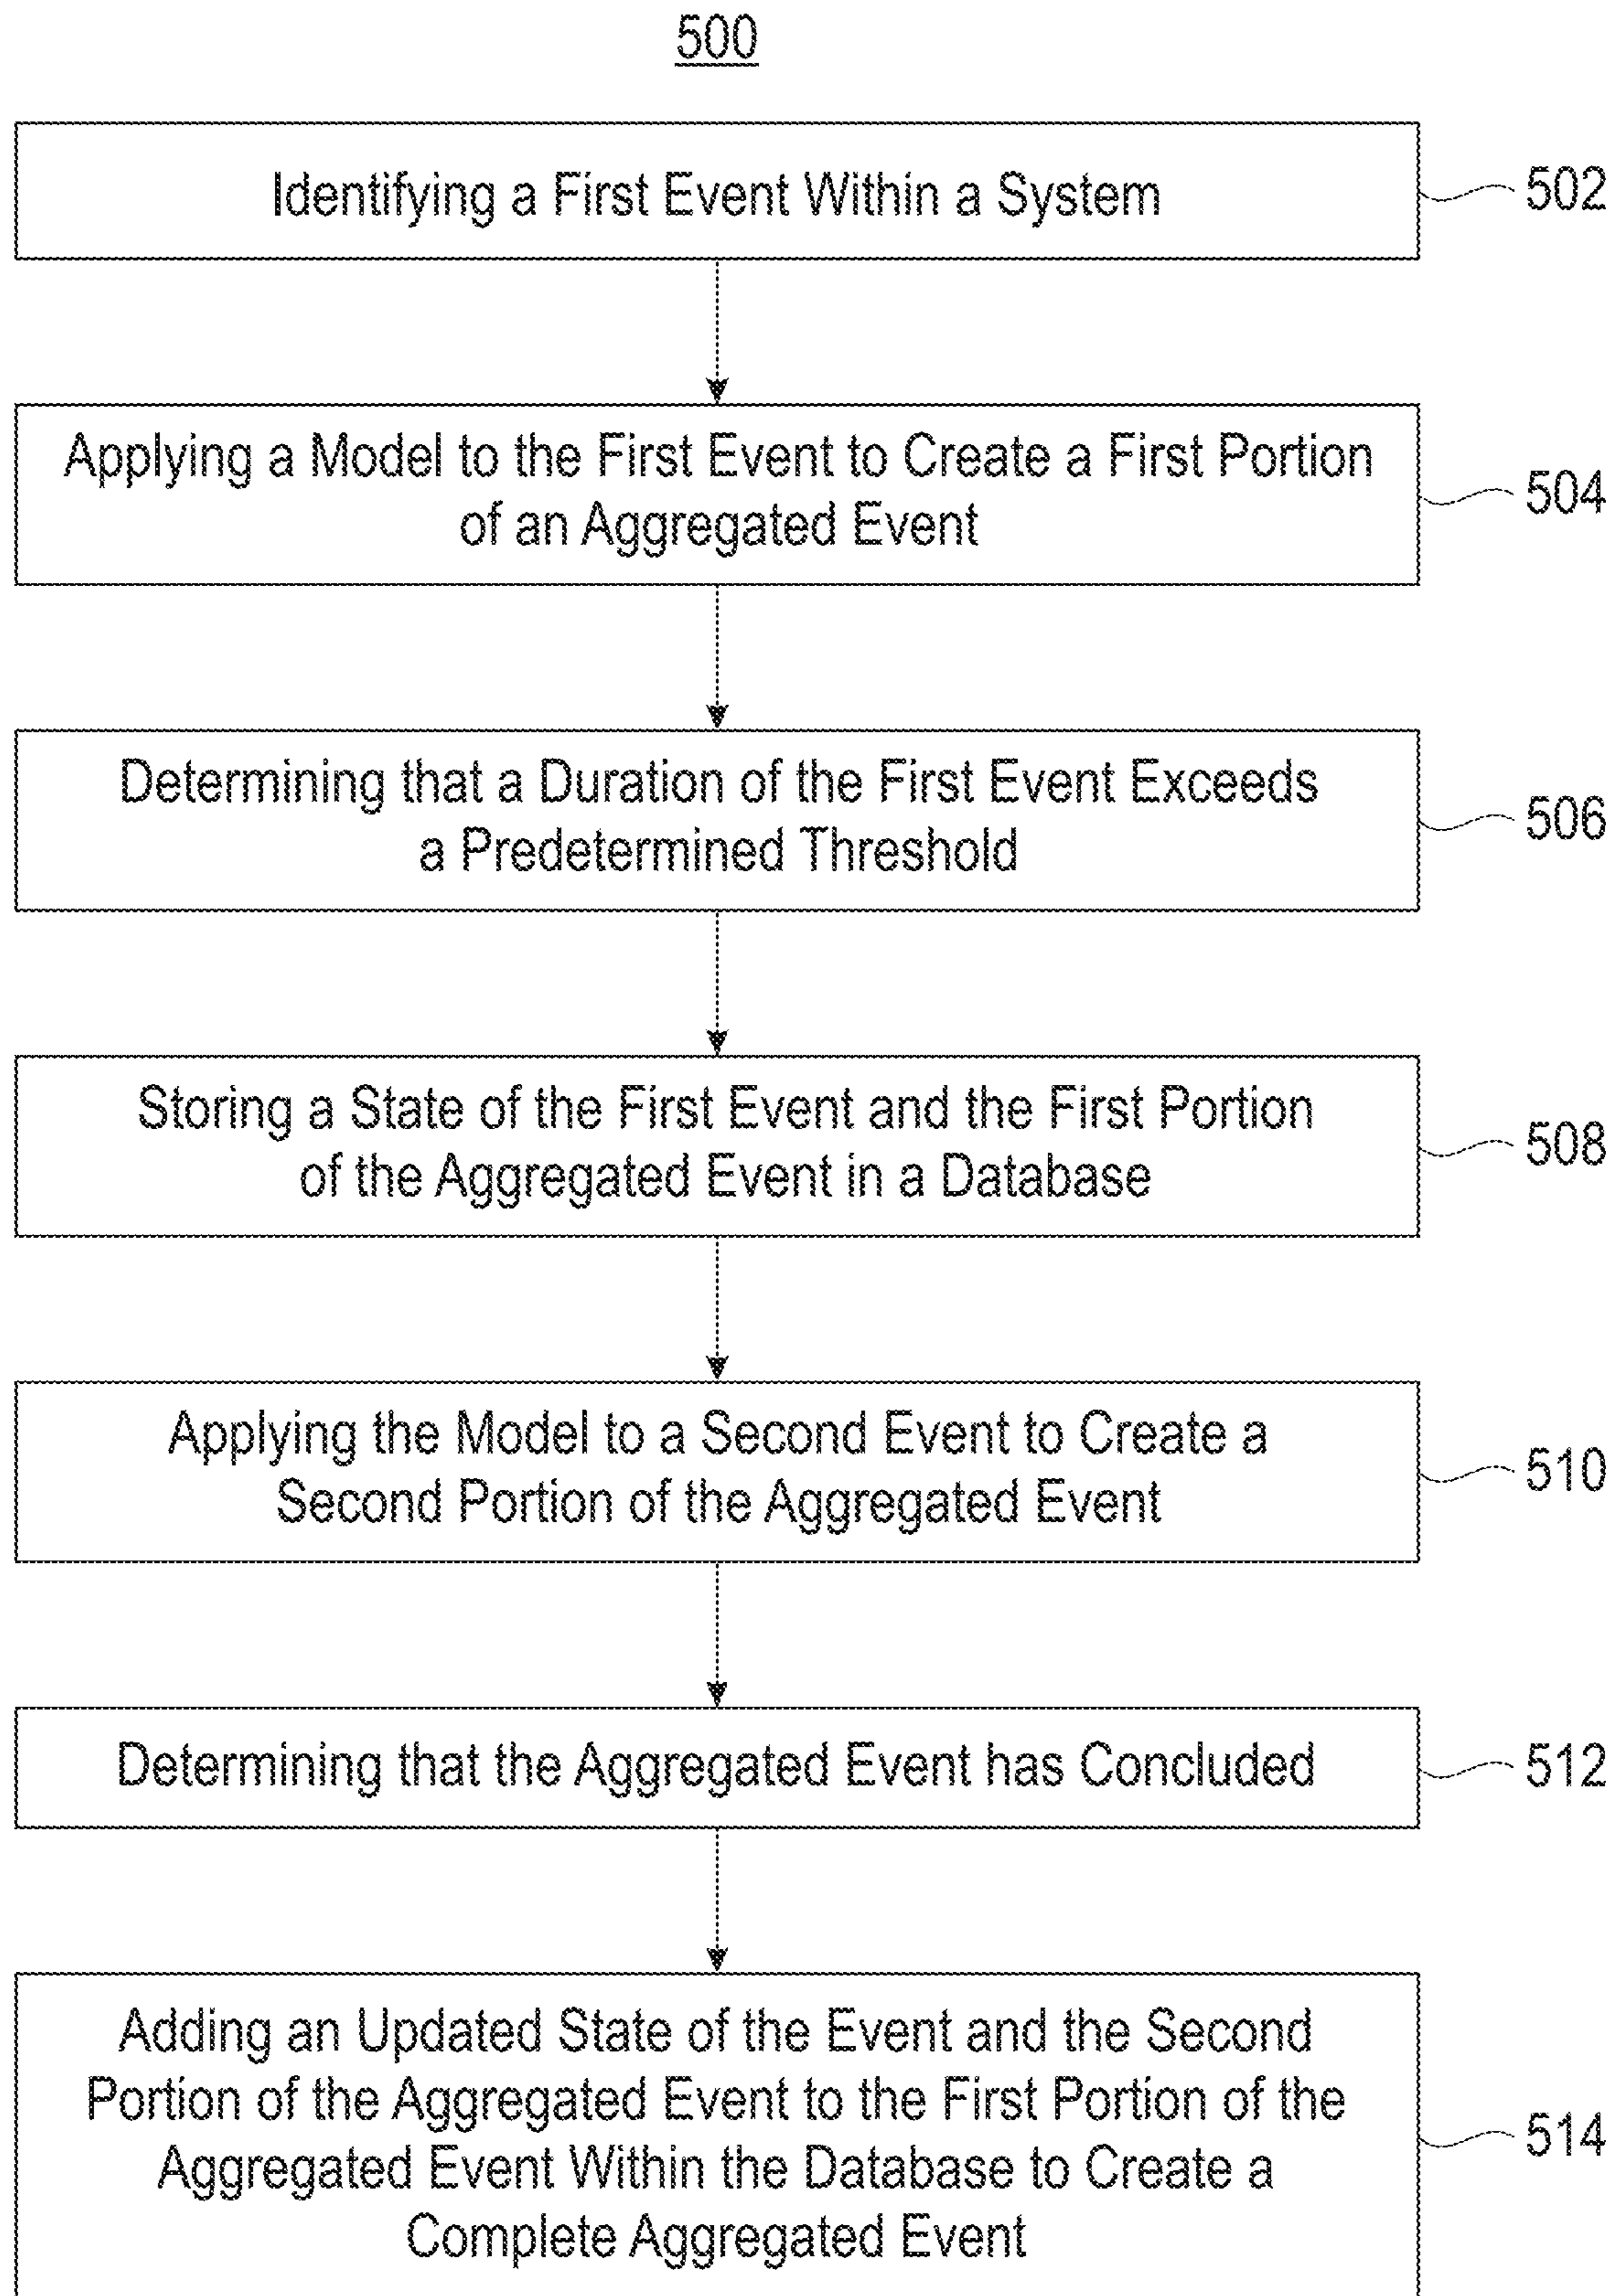 500
Identifying a First Event Within a System
502
Applying a Model to the First Event to Create a First Portion
of an Aggregated Event
504
Determining that a Duration of the First Event Exceeds
a Predetermined Threshold
506
Storing a State of the First Event and the First Portion
of the Aggregated Event in a Database
508
Applying the Model to a Second Event to Create a
Second Portion of the Aggregated Event
510
Determining that the Aggregated Event has Concluded
512
Adding an Updated State of the Event and the Second
Portion of the Aggregated Event to the First Portion of the
Aggregated Event Within the Database to Create a
Complete Aggregated Event
514